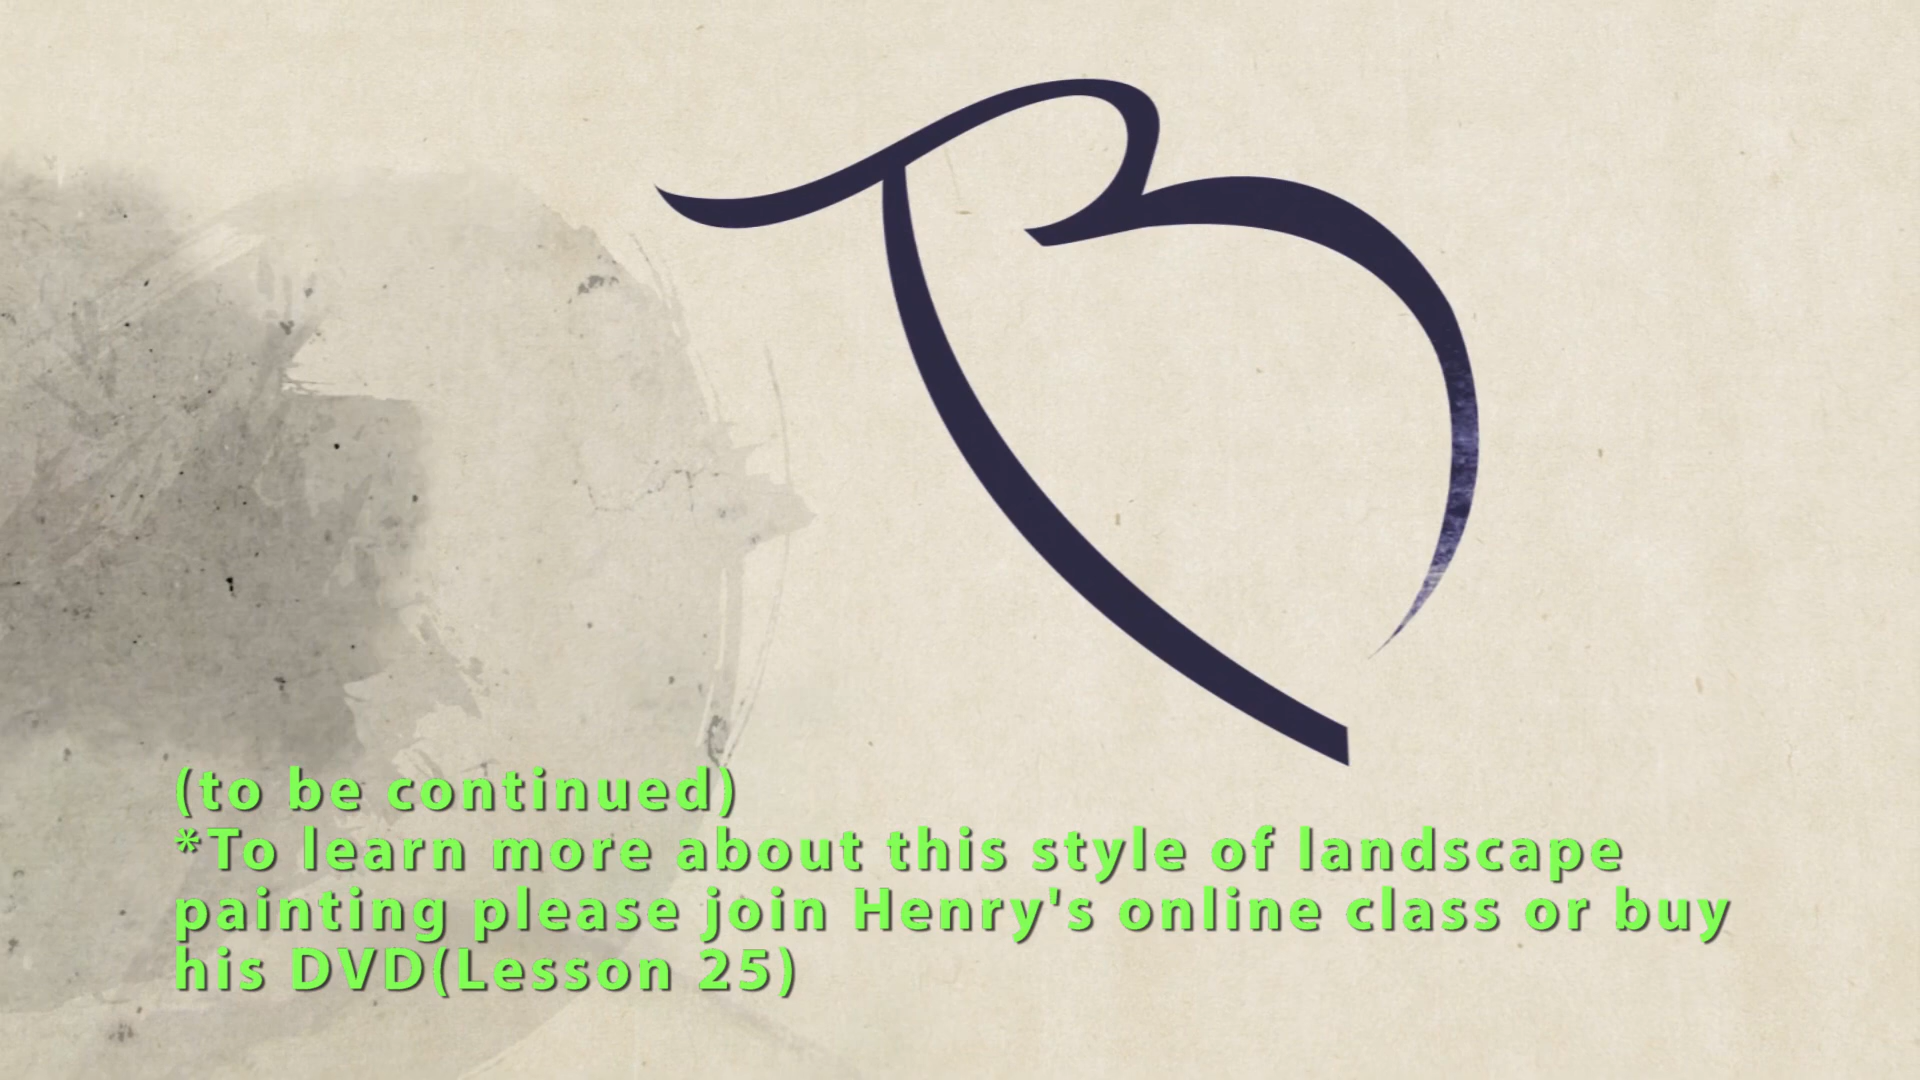 (to be continued)
*To learn more about this style of landscape
painting please join Henry's online class or buy
his DVD(Lesson 25)